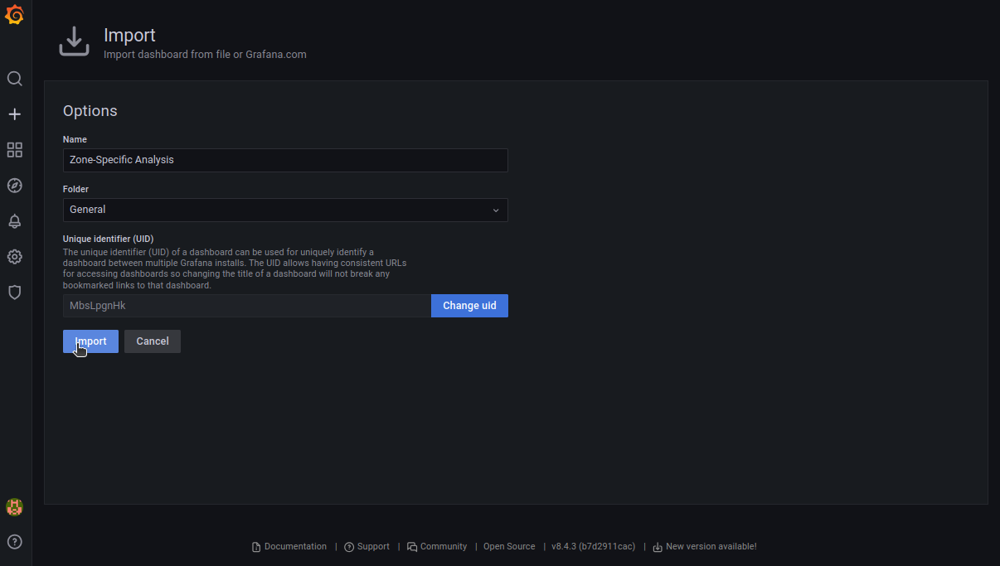 Import
Import dashboard from file or Grafana.com
Options
Name
Zone-Specific Analysis
Folder
General
Unique identifier (UID)
The unique identifier (UID) of a dashboard can be used for uniquely identify a
dashboard between multiple Grafana installs. The UID allows having consistent URLs
for accessing dashboards so changing the title of a dashboard will not break any
bookmarked links to that dashboard.
MbsLpgnHk Change uid
Import Cancel
Documentation | Support | Community | Open Source | v8.4.3 (b7d2911cac) | New version available!